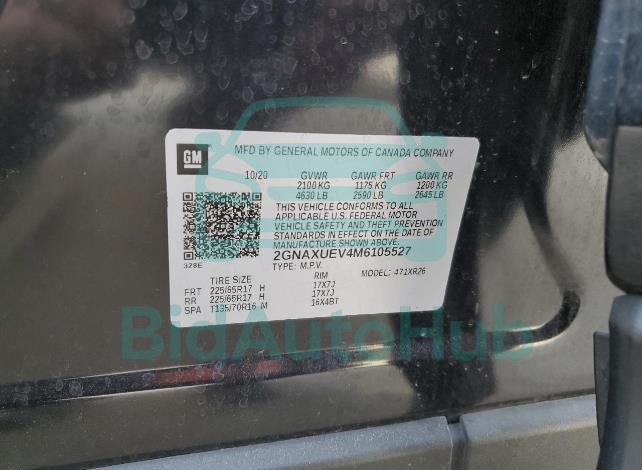 GM
MFD BY GENERAL MOTORS OF CANADA COMPANY
10/20 GVWR GAWR FRT GAWR RR
2100 KG 1175 KG 1200 KG
4630 LB 2590 LB 2645 LB
THIS VEHICLE CONFORMS TO ALL
APPLICABLE U.S. FEDERAL MOTOR
VEHICLE SAFETY AND THEFT PREVENTION
STANDARDS IN EFFECT ON THE DATE OF
MANUFACTURE SHOWN ABOVE.
2GNAXUEV4M6105527
328E
TYPE: M.P.V. MODEL: 471XR26
TIRE SIZE RIM
FRT 225/65R17 H 17X7J
RR 225/65R17 H 17X7J
SPA T135/70R16 M 16X4BT
BidAutoHub